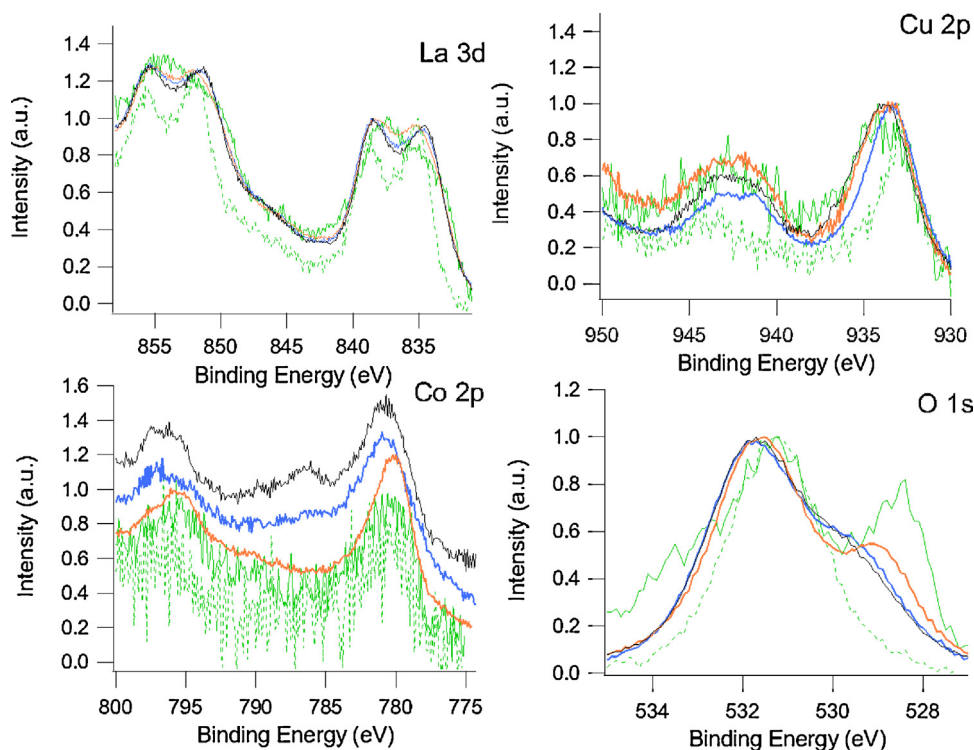 La 3d
1.4
1.2
1.0
0.8
0.6
0.4
0.2
0.0
Intensity (a.u.)
855 850 845 840 835
Binding Energy (eV)
Cu 2p
1.4
1.2
1.0
0.8
0.6
0.4
0.2
0.0
Intensity (a.u.)
950 945 940 935 930
Binding Energy (eV)
Co 2p
1.6
1.4
1.2
1.0
0.8
0.6
0.4
0.2
0.0
Intensity (a.u.)
800 795 790 785 780 775
Binding Energy (eV)
O 1s
1.2
1.0
0.8
0.6
0.4
0.2
0.0
Intensity (a.u.)
534 532 530 528
Binding Energy (eV)